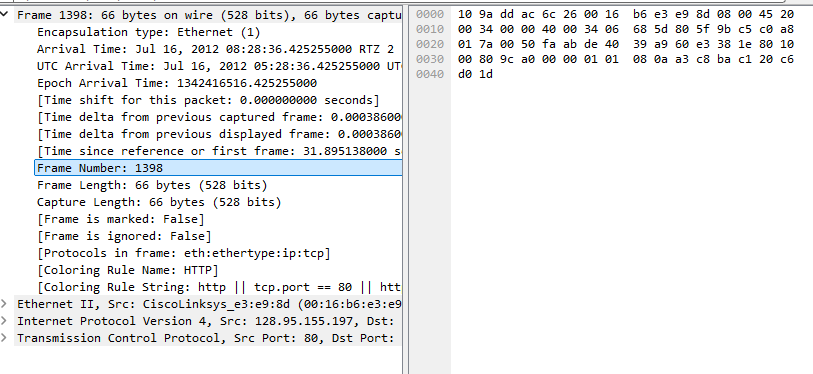 Frame 1398: 66 bytes on wire (528 bits), 66 bytes captu
Encapsulation type: Ethernet (1)
Arrival Time: Jul 16, 2012 08:28:36.425255000 RTZ 2
UTC Arrival Time: Jul 16, 2012 05:28:36.425255000 UT
Epoch Arrival Time: 1342416516.425255000
[Time shift for this packet: 0.000000000 seconds]
[Time delta from previous captured frame: 0.0003860
[Time delta from previous displayed frame: 0.000386
[Time since reference or first frame: 31.895138000 s
Frame Number: 1398
Frame Length: 66 bytes (528 bits)
Capture Length: 66 bytes (528 bits)
[Frame is marked: False]
[Frame is ignored: False]
[Protocols in frame: eth:ethertype:ip:tcp]
[Coloring Rule Name: HTTP]
[Coloring Rule String: http || tcp.port == 80 || htt
Ethernet II, Src: CiscoLinksys_e3:e9:8d (00:16:b6:e3:e9
Internet Protocol Version 4, Src: 128.95.155.197, Dst:
Transmission Control Protocol, Src Port: 80, Dst Port:
0000 10 9a dd ac 6c 26 00 16 b6 e3 e9 8d 08 00 45 20
0010 00 34 00 00 40 00 34 06 68 5d 80 5f 9b c5 c0 a8
0020 01 7a 00 50 fa ab de 40 39 a9 60 e3 38 1e 80 10
0030 00 80 9c a0 00 00 01 01 08 0a a3 c8 ba c1 20 c6
0040 d0 1d